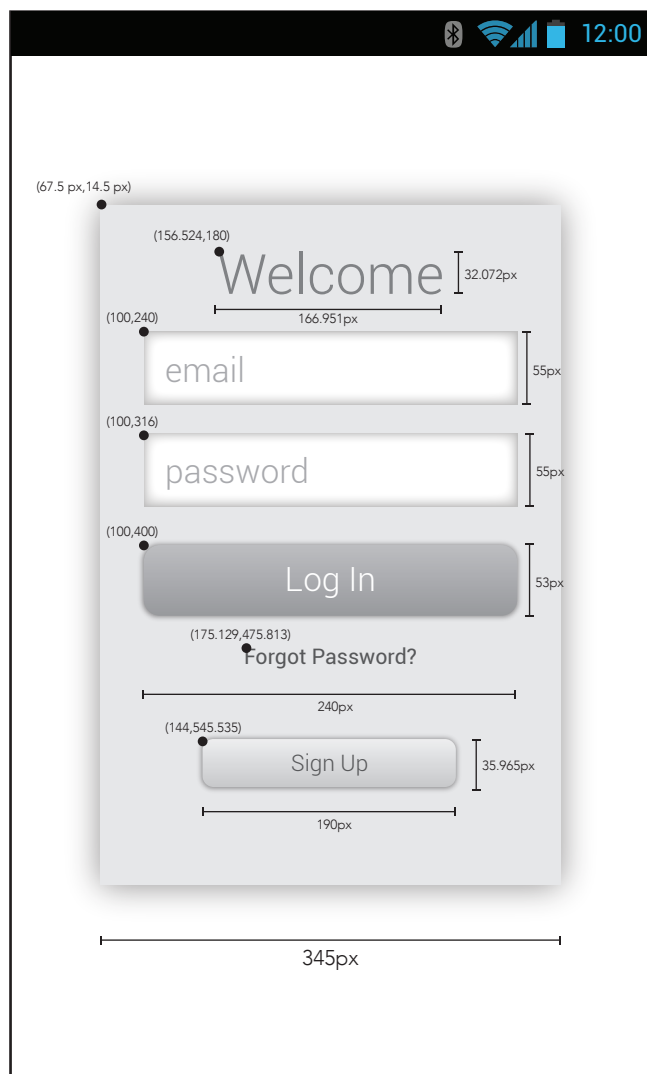 12:00
(67.5 px,14.5 px)
(156.524,180)
Welcome
32.072px
166.951px
(100,240)
email
55px
(100,316)
password
55px
(100,400)
Log In
53px
(175.129,475.813)
Forgot Password?
240px
(144,545.535)
Sign Up
35.965px
190px
345px